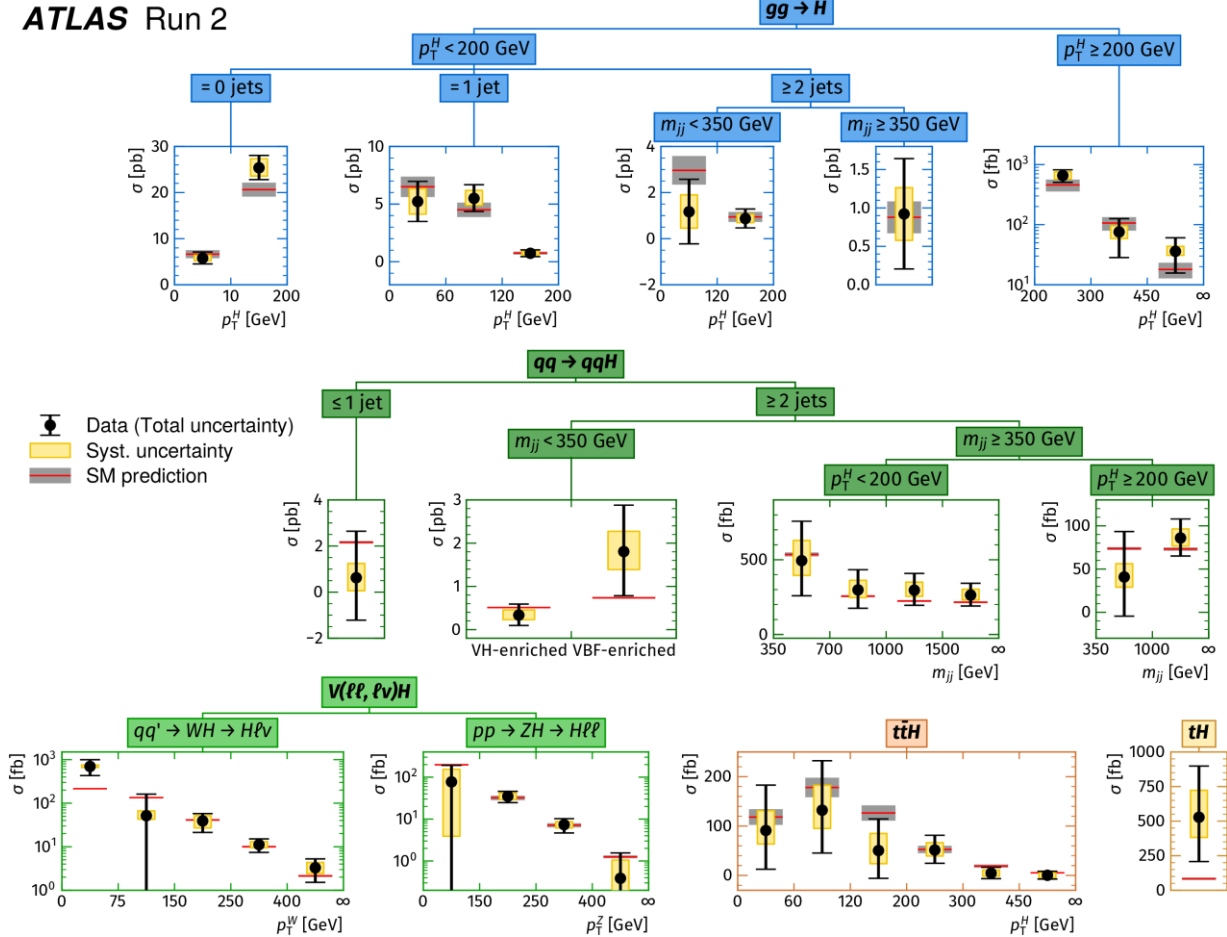 ATLAS Run 2
gg → H
p_T^H < 200 GeV
p_T^H ≥ 200 GeV
= 0 jets
= 1 jet
≥ 2 jets
m_jj < 350 GeV
m_jj ≥ 350 GeV
σ [pb]
30
20
10
0
0 10 200
p_T^H [GeV]
σ [pb]
10
5
0
0 60 120 200
p_T^H [GeV]
σ [pb]
4
2
0
−2
0 120 200
p_T^H [GeV]
σ [pb]
1.5
1.0
0.5
0.0
σ [fb]
10^3
10^2
10^1
200 300 450 ∞
p_T^H [GeV]
qq → qqH
≤ 1 jet
≥ 2 jets
Data (Total uncertainty)
Syst. uncertainty
SM prediction
m_jj < 350 GeV
m_jj ≥ 350 GeV
p_T^H < 200 GeV
p_T^H ≥ 200 GeV
σ [pb]
4
2
0
−2
σ [pb]
3
2
1
0
VH-enriched VBF-enriched
σ [fb]
500
0
350 700 1000 1500 ∞
m_jj [GeV]
σ [fb]
100
50
0
350 1000 ∞
m_jj [GeV]
V(ℓℓ, ℓν)H
qq' → WH → Hℓν
pp → ZH → Hℓℓ
tt̄H
tH
σ [fb]
10^3
10^2
10^1
10^0
0 75 150 250 400 ∞
p_T^W [GeV]
σ [fb]
10^2
10^1
10^0
0 150 250 400 ∞
p_T^Z [GeV]
σ [fb]
200
100
0
0 60 120 200 300 450 ∞
p_T^H [GeV]
σ [fb]
1000
750
500
250
0